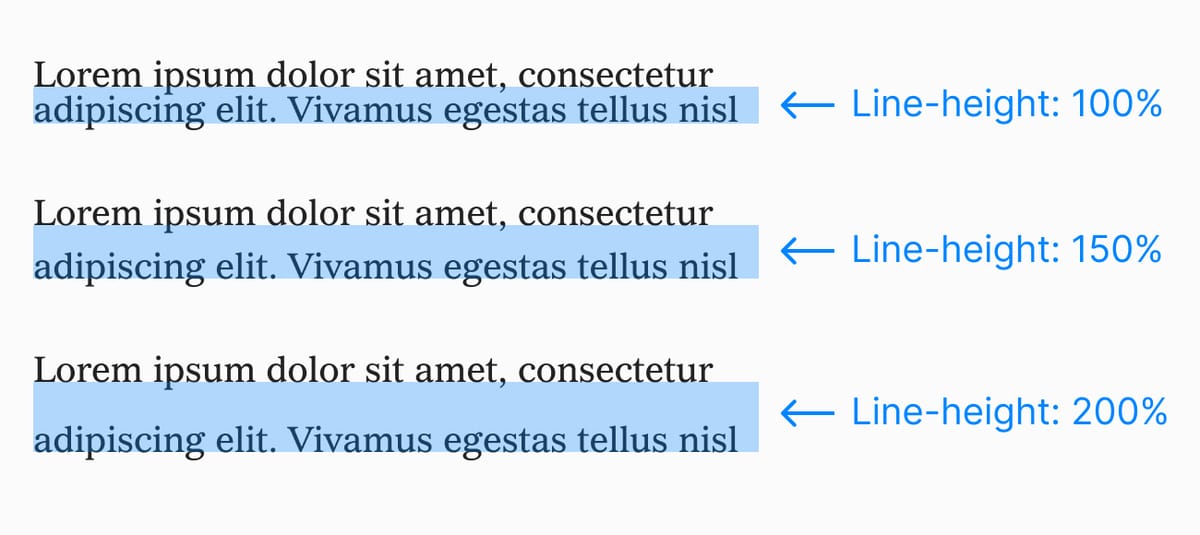 Lorem ipsum dolor sit amet, consectetur
adipiscing elit. Vivamus egestas tellus nisl
← Line-height: 100%
Lorem ipsum dolor sit amet, consectetur
adipiscing elit. Vivamus egestas tellus nisl
← Line-height: 150%
Lorem ipsum dolor sit amet, consectetur
adipiscing elit. Vivamus egestas tellus nisl
← Line-height: 200%